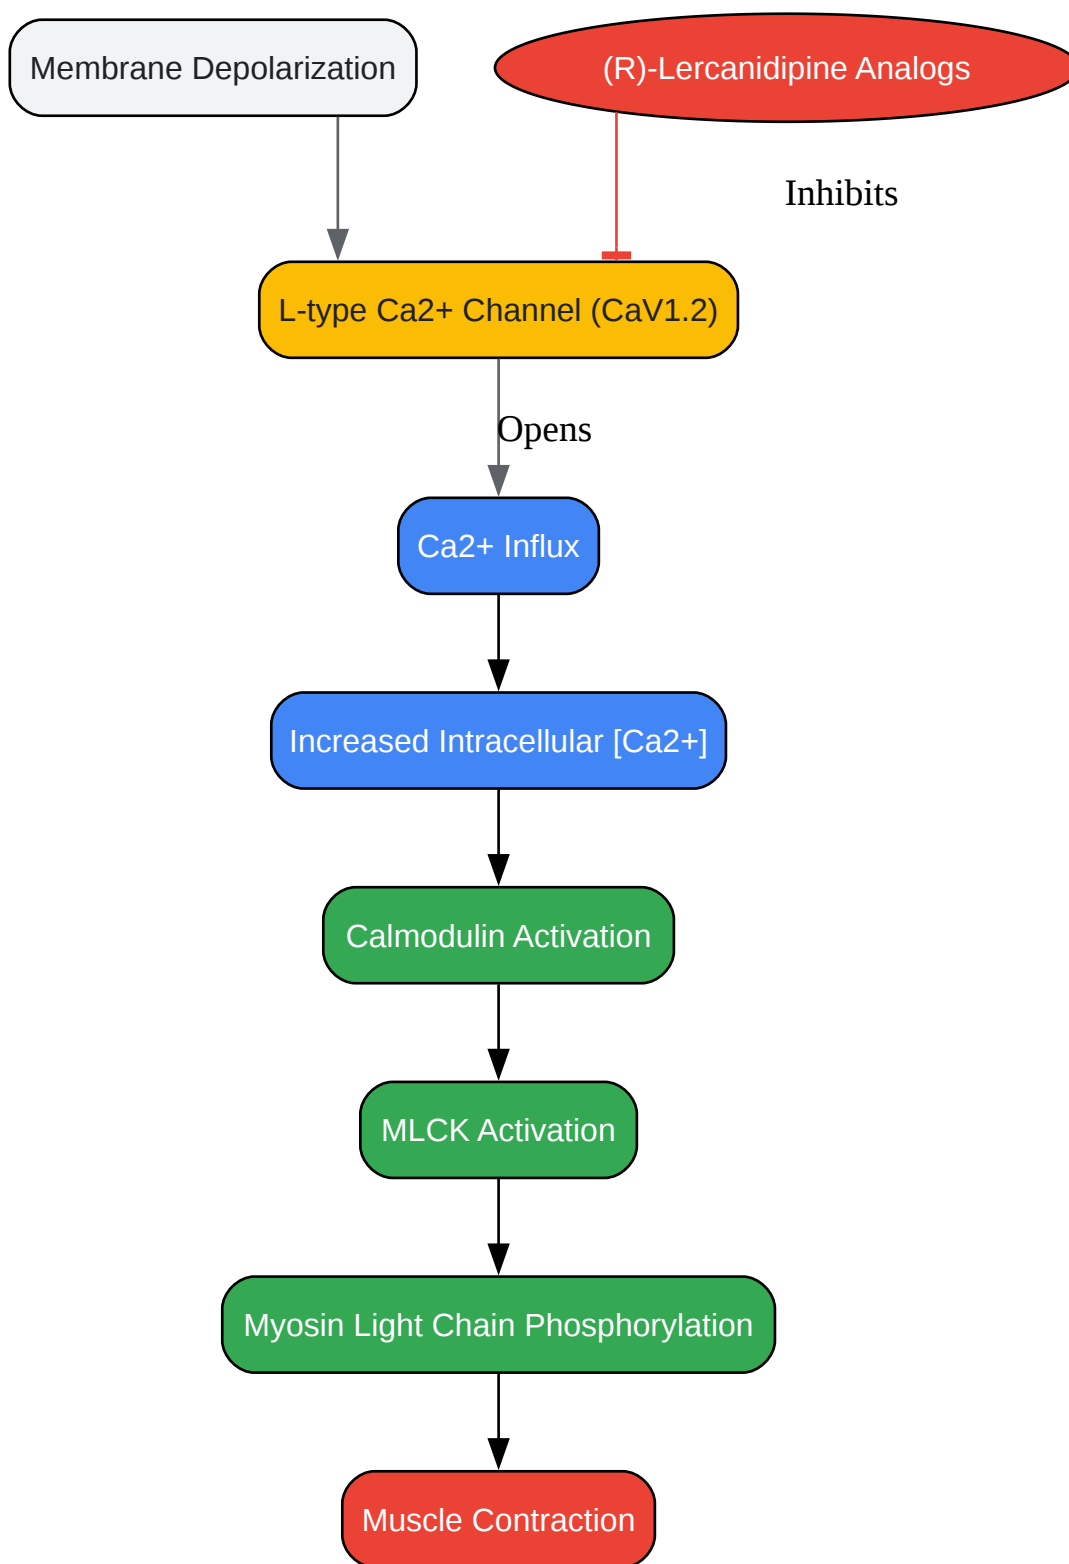 Membrane Depolarization
(R)-Lercanidipine Analogs
Inhibits
L-type Ca2+ Channel (CaV1.2)
Opens
Ca2+ Influx
Increased Intracellular [Ca2+]
Calmodulin Activation
MLCK Activation
Myosin Light Chain Phosphorylation
Muscle Contraction